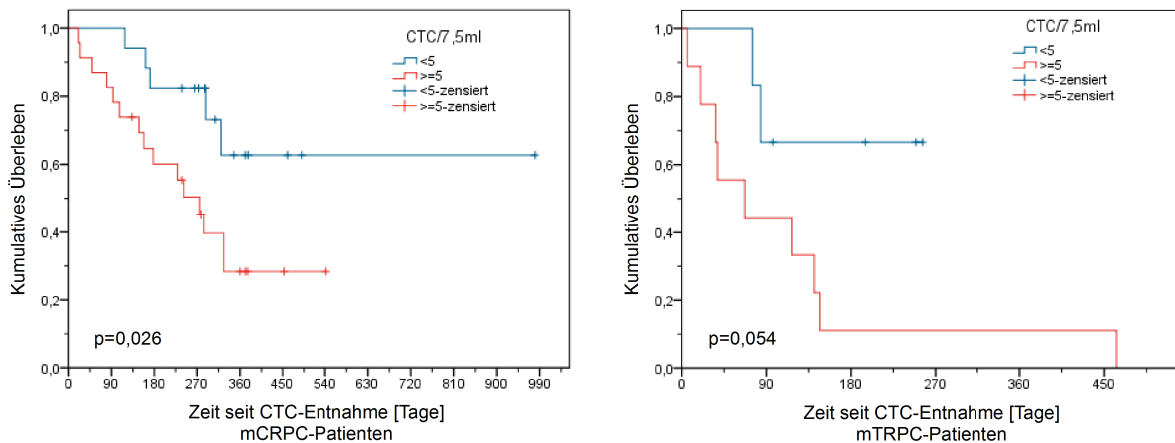 CTC/7,5ml
<5
>=5
<5-zensiert
>=5-zensiert
Kumulatives Überleben
1,0
0,8
0,6
0,4
0,2
0,0
p=0,026
0 90 180 270 360 450 540 630 720 810 900 990
Zeit seit CTC-Entnahme [Tage]
mCRPC-Patienten
CTC/7,5ml
<5
>=5
<5-zensiert
>=5-zensiert
Kumulatives Überleben
1,0
0,8
0,6
0,4
0,2
0,0
p=0,054
0 90 180 270 360 450
Zeit seit CTC-Entnahme [Tage]
mTRPC-Patienten